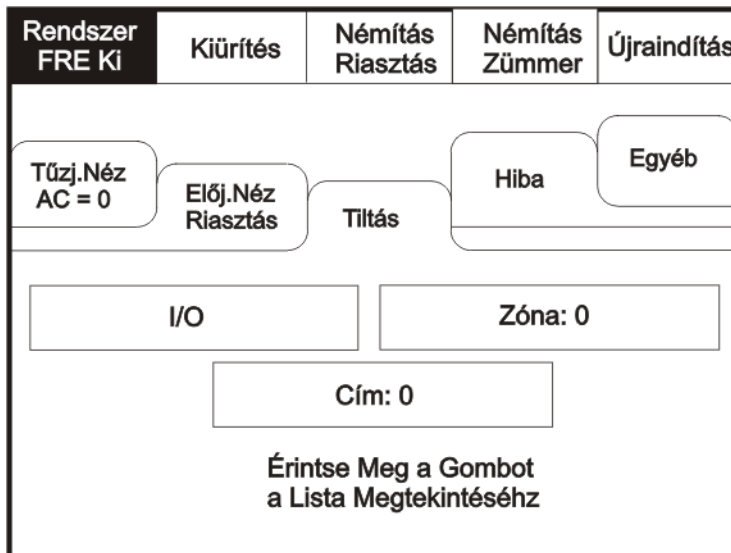 Rendszer
FRE Ki
Kiürítés
Némítás
Riasztás
Némítás
Zümmer
Újraindítás
Tűzj.Néz
AC = 0
Előj.Néz
Riasztás
Tiltás
Hiba
Egyéb
I/O
Zóna: 0
Cím: 0
Érintse Meg a Gombot
a Lista Megtekintéséhz